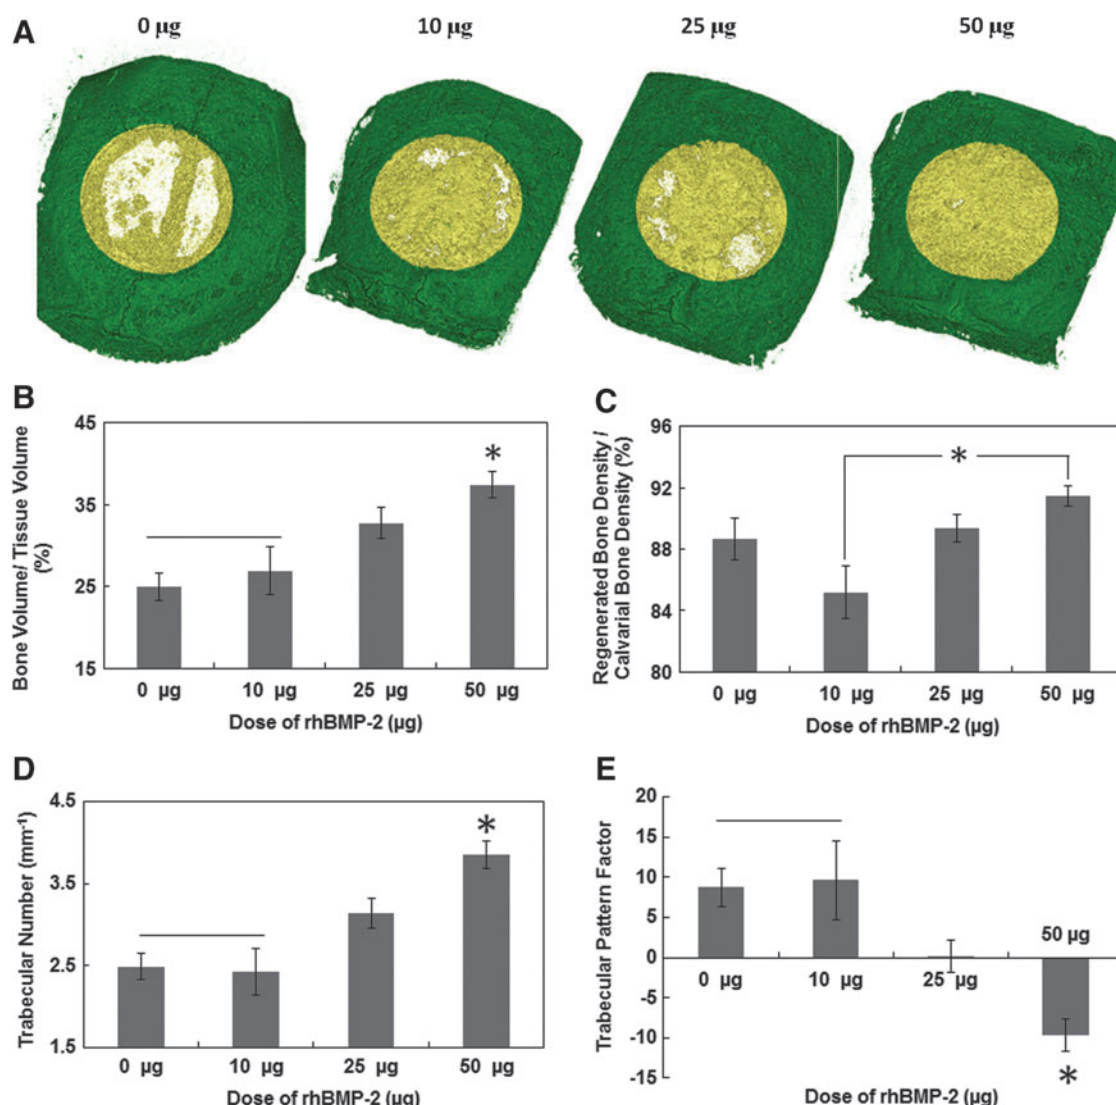 A
0 µg 10 µg 25 µg 50 µg
B
Bone Volume/ Tissue Volume
(%)
45
35
25
15
*
0 µg 10 µg 25 µg 50 µg
Dose of rhBMP-2 (µg)
C
Regenerated Bone Density /
Calvarial Bone Density (%)
96
92
88
84
80
*
0 µg 10 µg 25 µg 50 µg
Dose of rhBMP-2 (µg)
D
Trabecular Number (mm⁻¹)
4.5
3.5
2.5
1.5
*
0 µg 10 µg 25 µg 50 µg
Dose of rhBMP-2 (µg)
E
Trabecular Pattern Factor
20
15
10
5
0
-5
-10
-15
50 µg
0 µg 10 µg 25 µg
*
Dose of rhBMP-2 (µg)